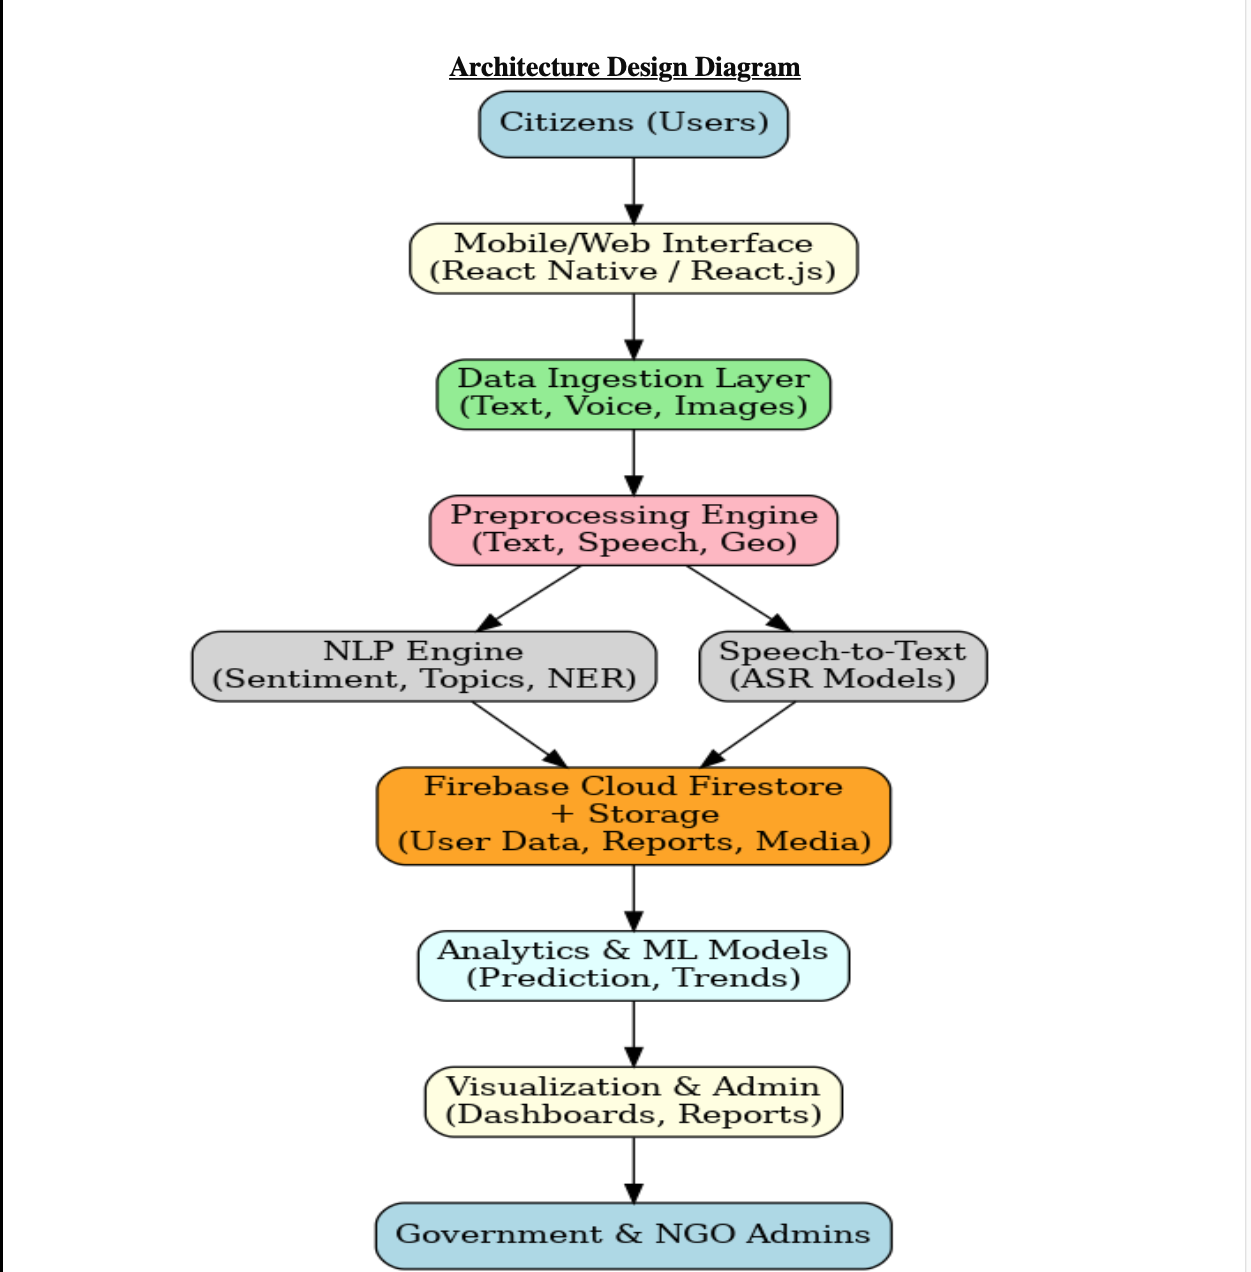 Architecture Design Diagram
Citizens (Users)
Mobile/Web Interface
(React Native / React.js)
Data Ingestion Layer
(Text, Voice, Images)
Preprocessing Engine
(Text, Speech, Geo)
NLP Engine
(Sentiment, Topics, NER)
Speech-to-Text
(ASR Models)
Firebase Cloud Firestore
+ Storage
(User Data, Reports, Media)
Analytics & ML Models
(Prediction, Trends)
Visualization & Admin
(Dashboards, Reports)
Government & NGO Admins